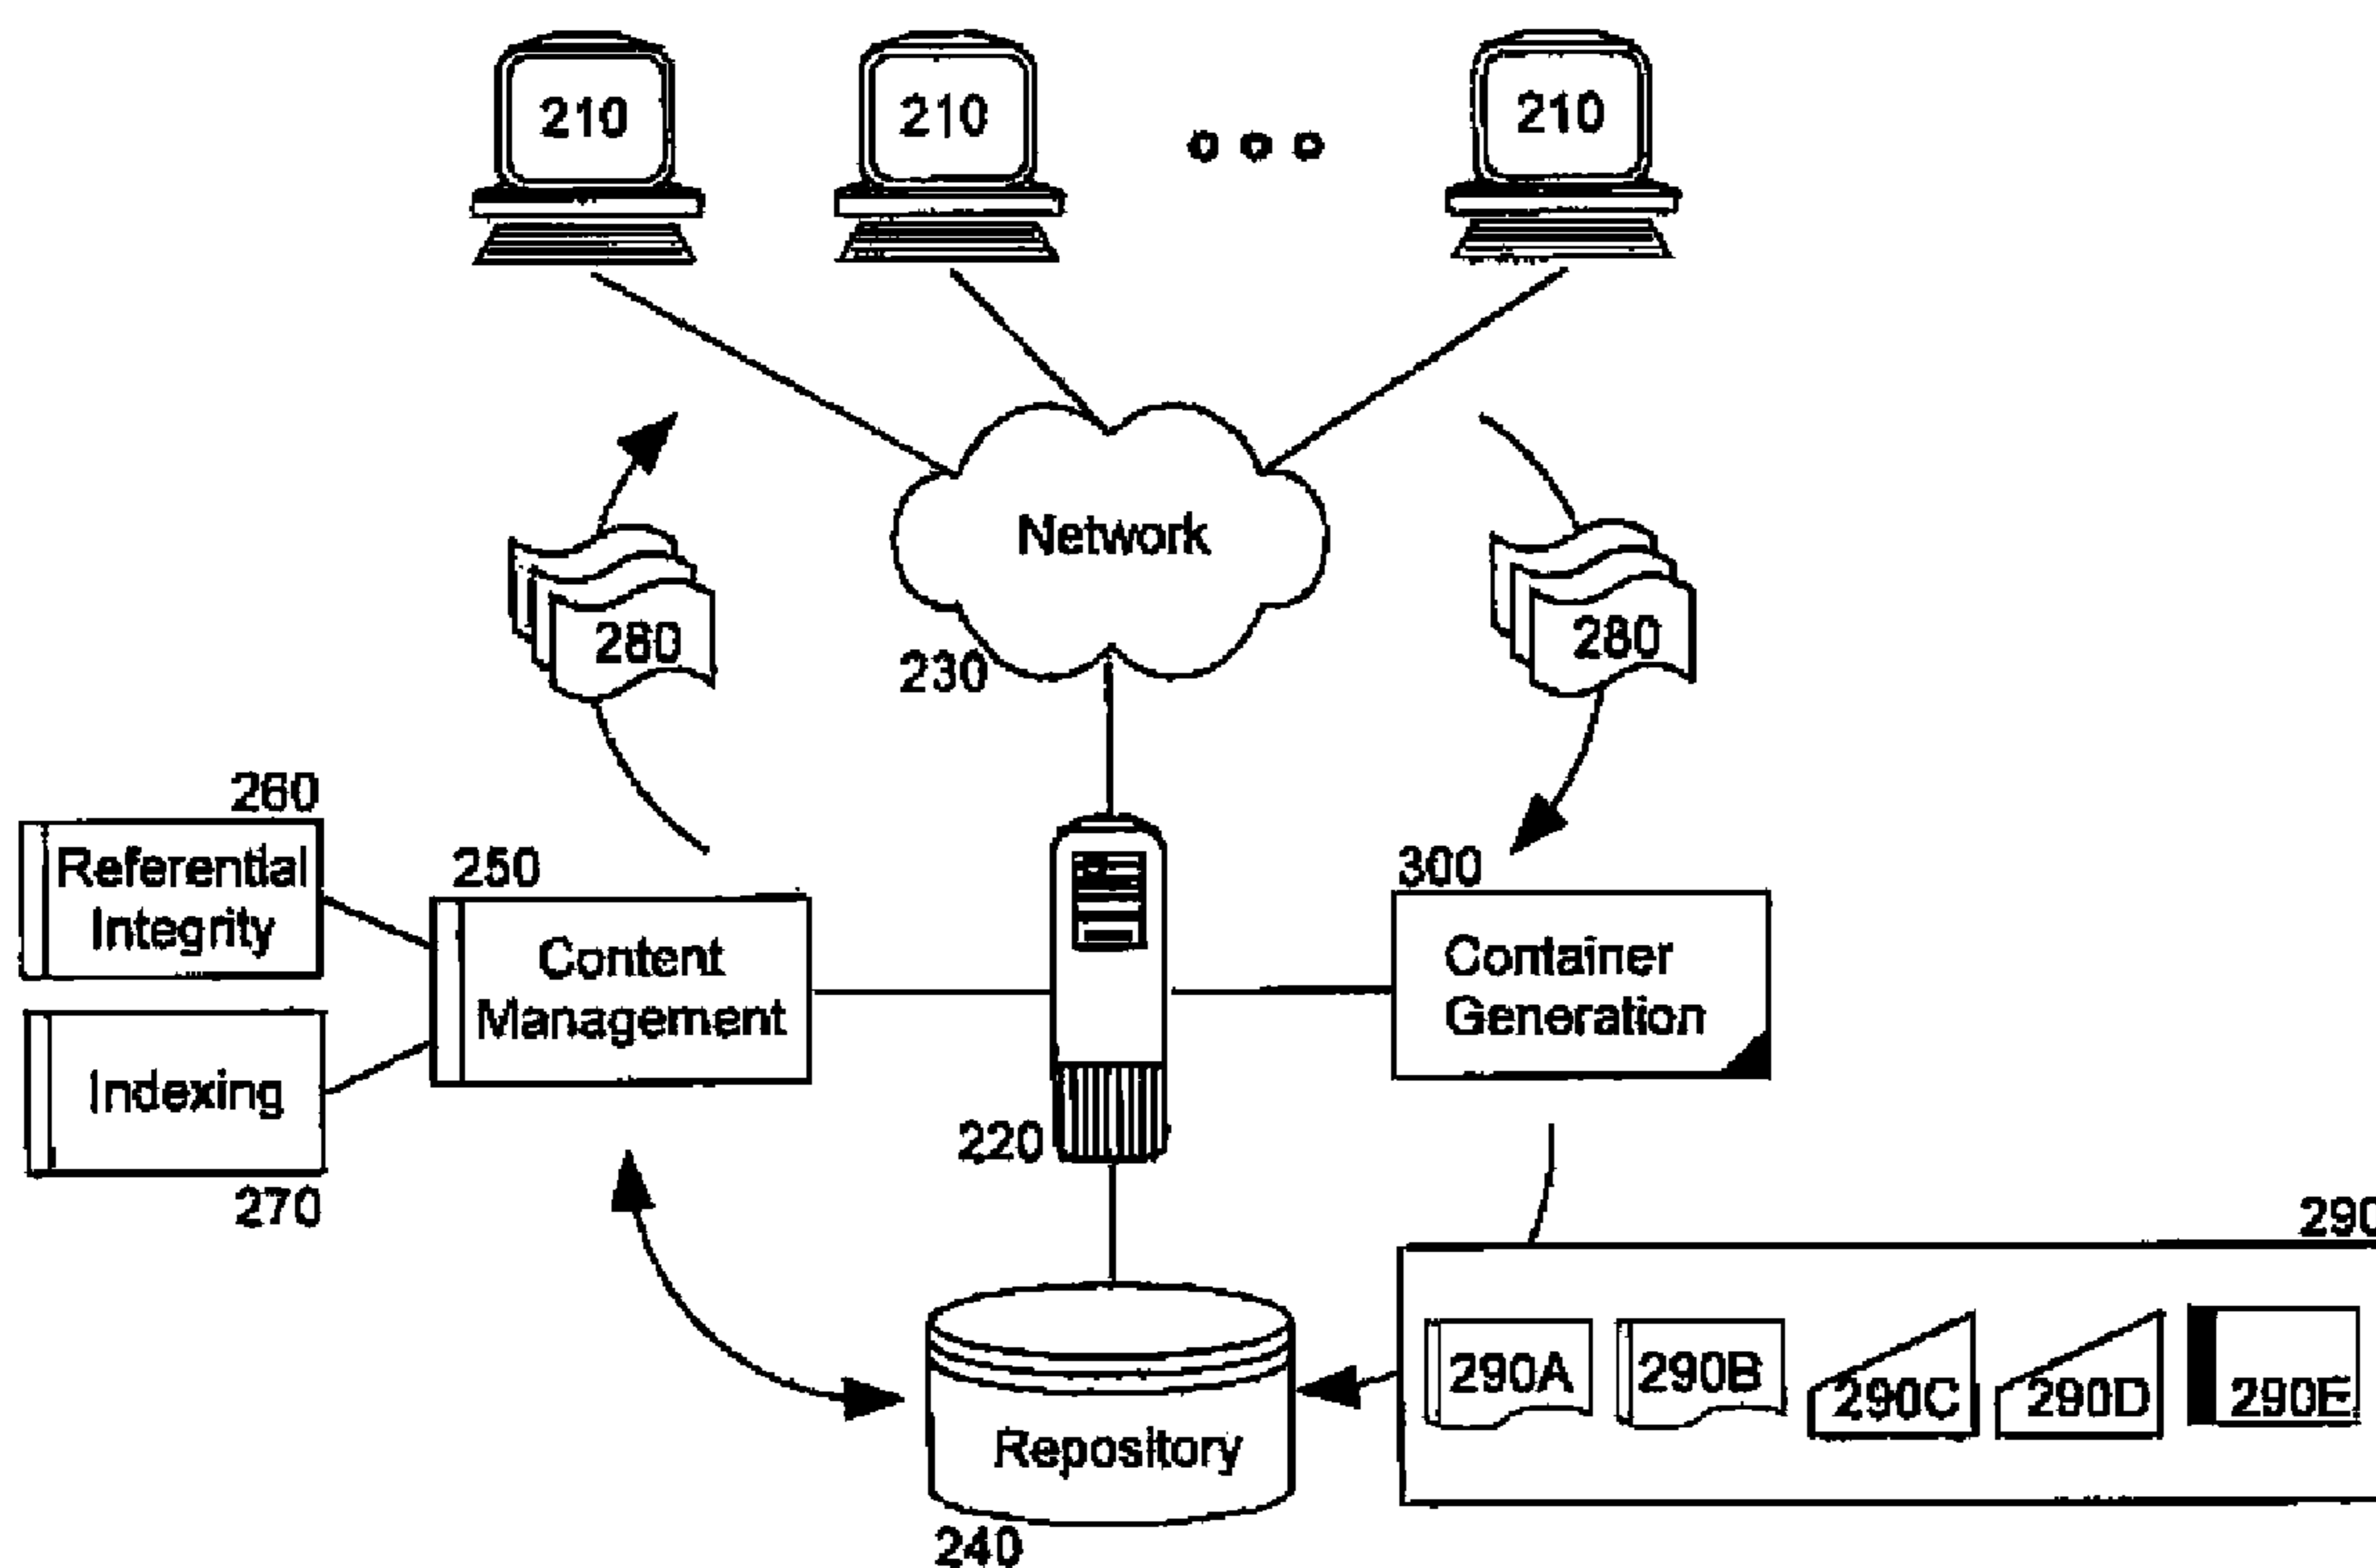 210
210
210
Network
280
280
230
260
Referential
Integrity
250
Content
Management
300
Container
Generation
Indexing
270
220
290
290A
290B
290C
290D
290E
Repository
240